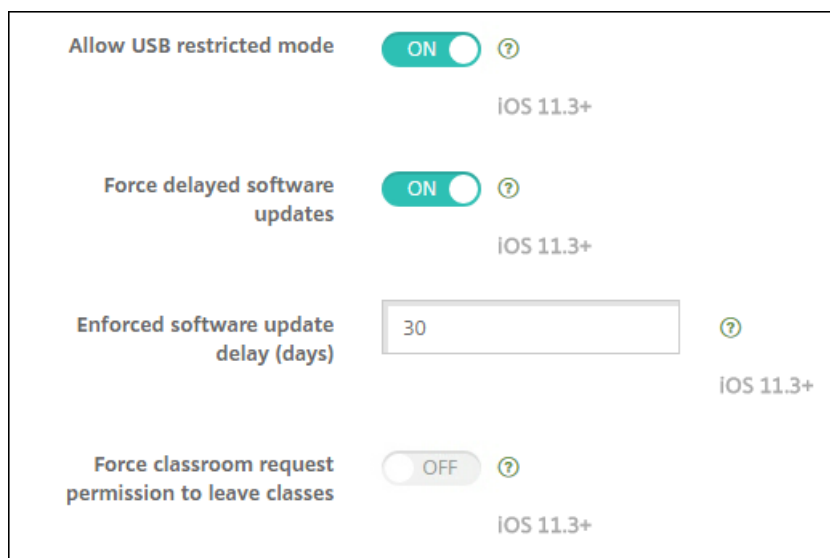 Allow USB restricted mode ON ?
iOS 11.3+
Force delayed software
updates ON ?
iOS 11.3+
Enforced software update
delay (days) 30 ?
iOS 11.3+
Force classroom request
permission to leave classes OFF ?
iOS 11.3+